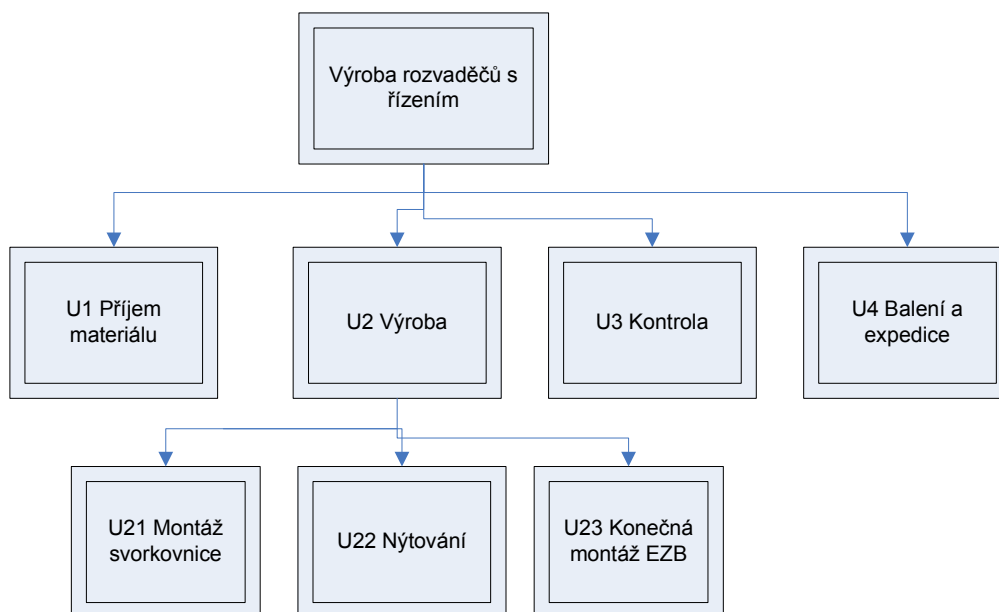 Výroba rozvaděčů s
řízením
U1 Příjem
materiálu
U2 Výroba
U3 Kontrola
U4 Balení a
expedice
U21 Montáž
svorkovnice
U22 Nýtování
U23 Konečná
montáž EZB